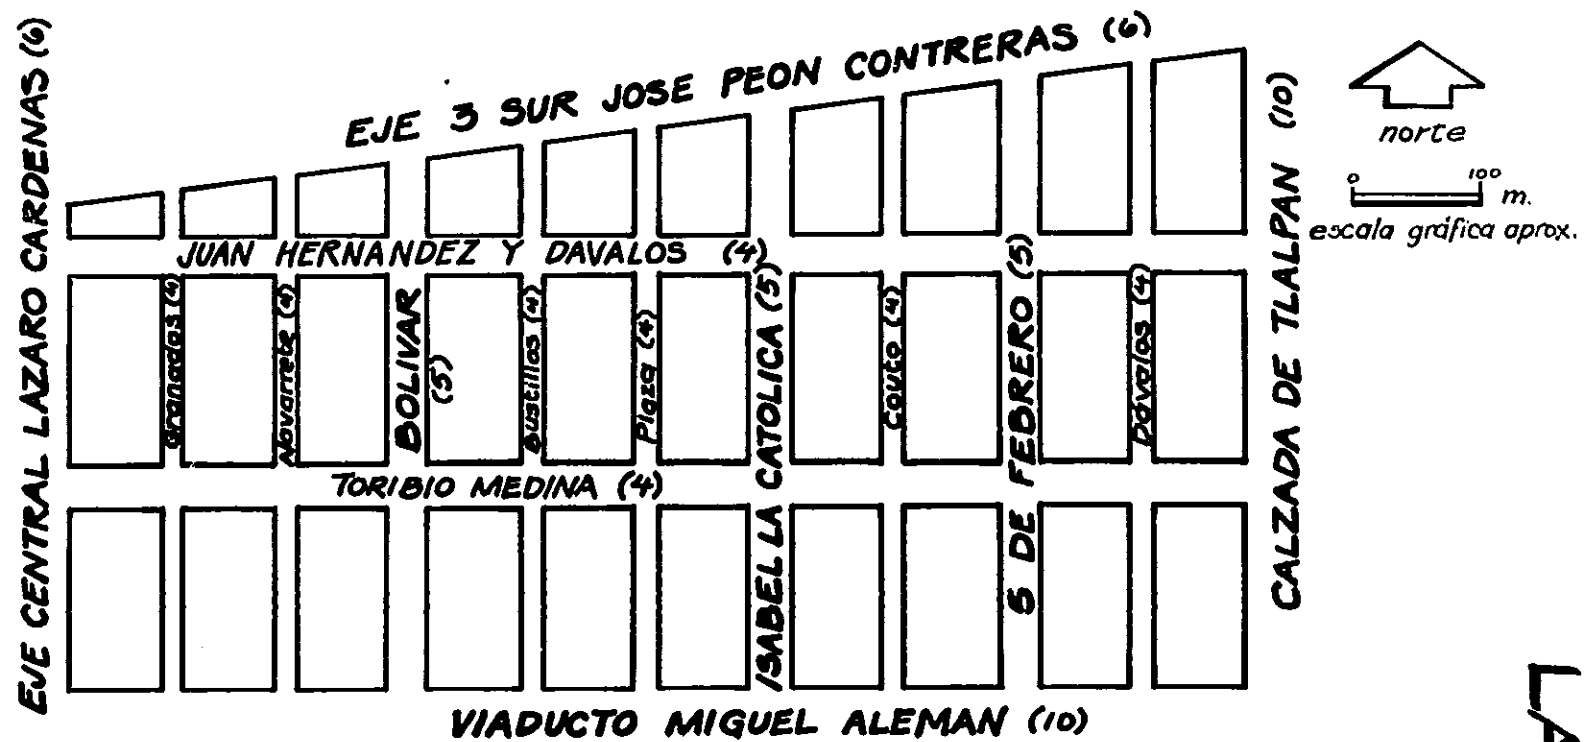 EJE 3 SUR JOSE PEON CONTRERAS (6)
EJE CENTRAL LAZARO CARDENAS (6)
JUAN HERNANDEZ Y DAVALOS (4)
Granados (4)
Navarrete (4)
BOLIVAR
(5)
Bustillos (4)
Plaza (4)
ISABEL LA CATOLICA (5)
Couto (4)
5 DE FEBRERO (5)
Dávalos (4)
CALZADA DE TLALPAN (10)
TORIBIO MEDINA (4)
VIADUCTO MIGUEL ALEMAN (10)
norte
0 100 m.
escala gráfica aprox.
LA